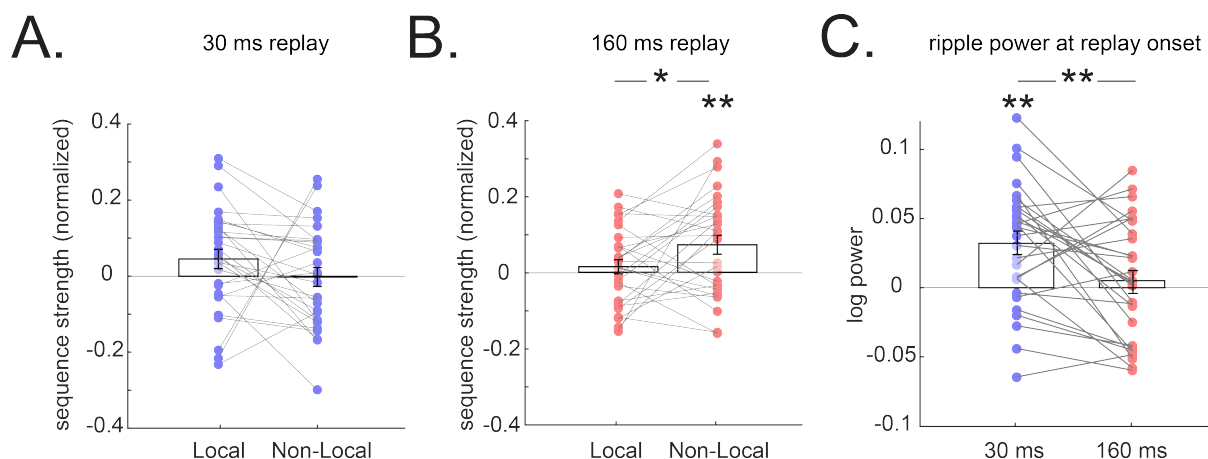 A.
30 ms replay
sequence strength (normalized)
0.4
0.2
0
-0.2
-0.4
Local Non-Local
B.
160 ms replay
*
**
sequence strength (normalized)
0.4
0.2
0
-0.2
-0.4
Local Non-Local
C.
ripple power at replay onset
**
**
log power
0.1
0.05
0
-0.05
-0.1
30 ms 160 ms